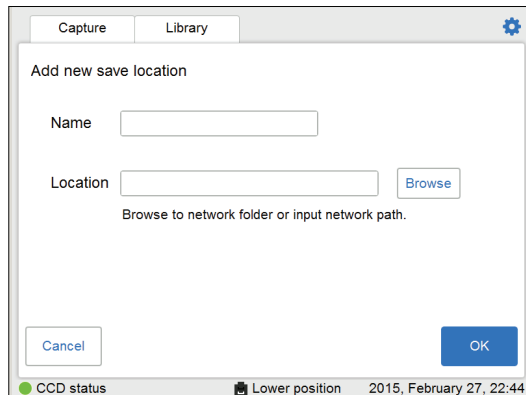 Capture Library
Add new save location
Name
Location Browse
Browse to network folder or input network path.
Cancel OK
CCD status Lower position 2015, February 27, 22:44